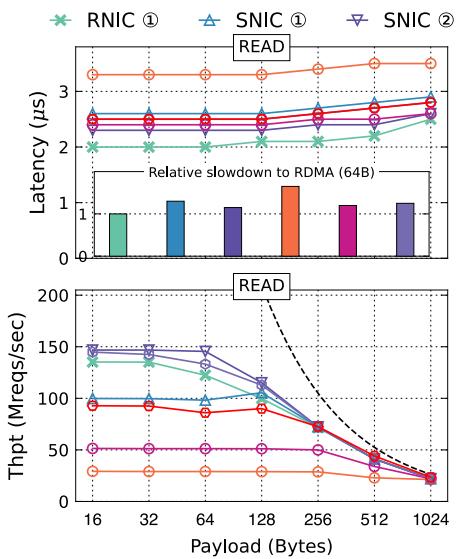 RNIC ① SNIC ① SNIC ②
READ
Latency (μs)
3
2
1
0
Relative slowdown to RDMA (64B)
1
0
READ
Thpt (Mreqs/sec)
200
150
100
50
0
16 32 64 128 256 512 1024
Payload (Bytes)